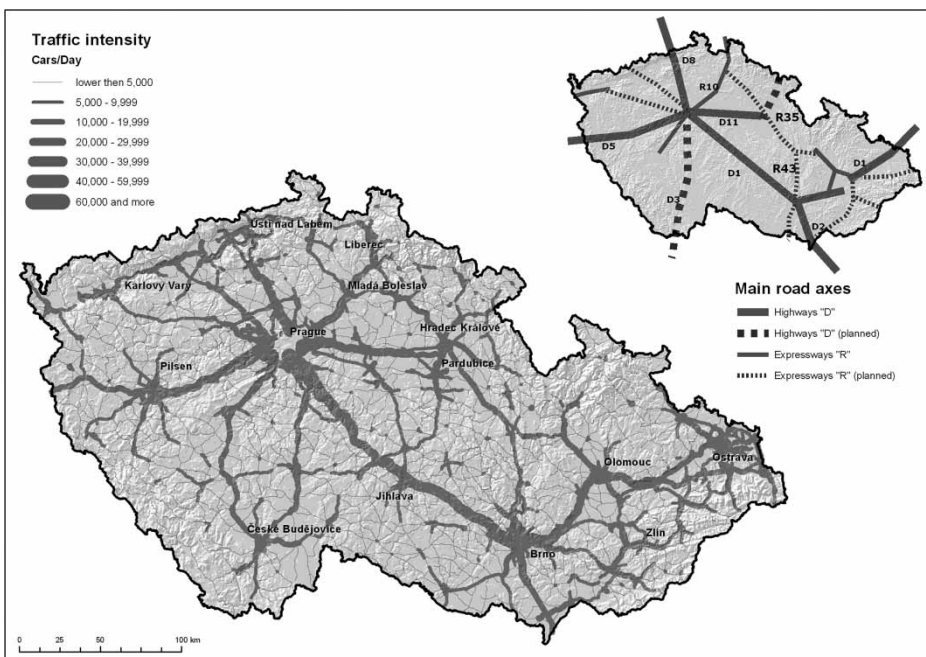 Traffic intensity
Cars/Day
lower then 5,000
5,000 - 9,999
10,000 - 19,999
20,000 - 29,999
30,000 - 39,999
40,000 - 59,999
60,000 and more
D8
R10
D11
R35
D5
D1
R43
D1
D3
D2
Main road axes
Highways "D"
Highways "D" (planned)
Expressways "R"
Expressways "R" (planned)
Ústí nad Labem
Liberec
Karlovy Vary
Mladá Boleslav
Prague
Hradec Králové
Pardubice
Pilsen
Ostrava
Olomouc
Jihlava
České Budějovice
Zlín
Brno
0 25 50 100 km